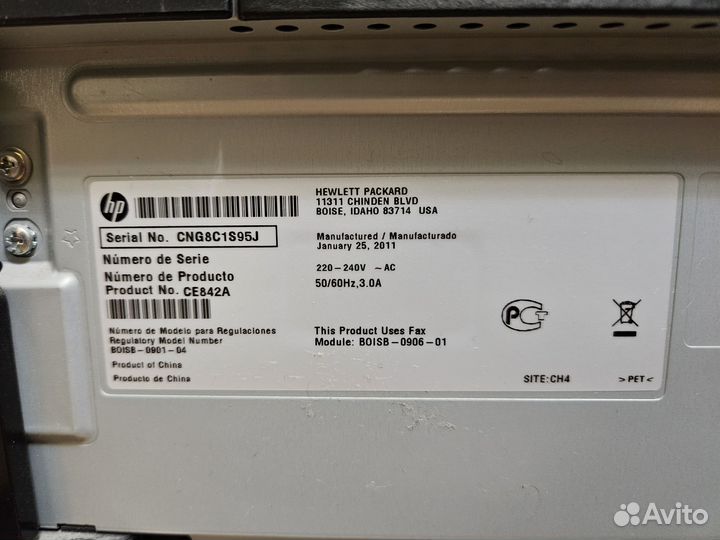 hp
HEWLETT PACKARD
11311 CHINDEN BLVD
BOISE, IDAHO 83714 USA
Serial No. CNG8C1S95J
Manufactured / Manufacturado
January 25, 2011
Número de Serie
220-240V ~ AC
50/60Hz, 3.0A
Número de Producto
Product No. CE842A
Número de Modelo para Regulaciones
Regulatory Model Number
BOISB-0901-04
This Product Uses Fax
Module: BOISB-0906-01
Product of China
Producto de China
SITE:CH4
>PET<
Avito